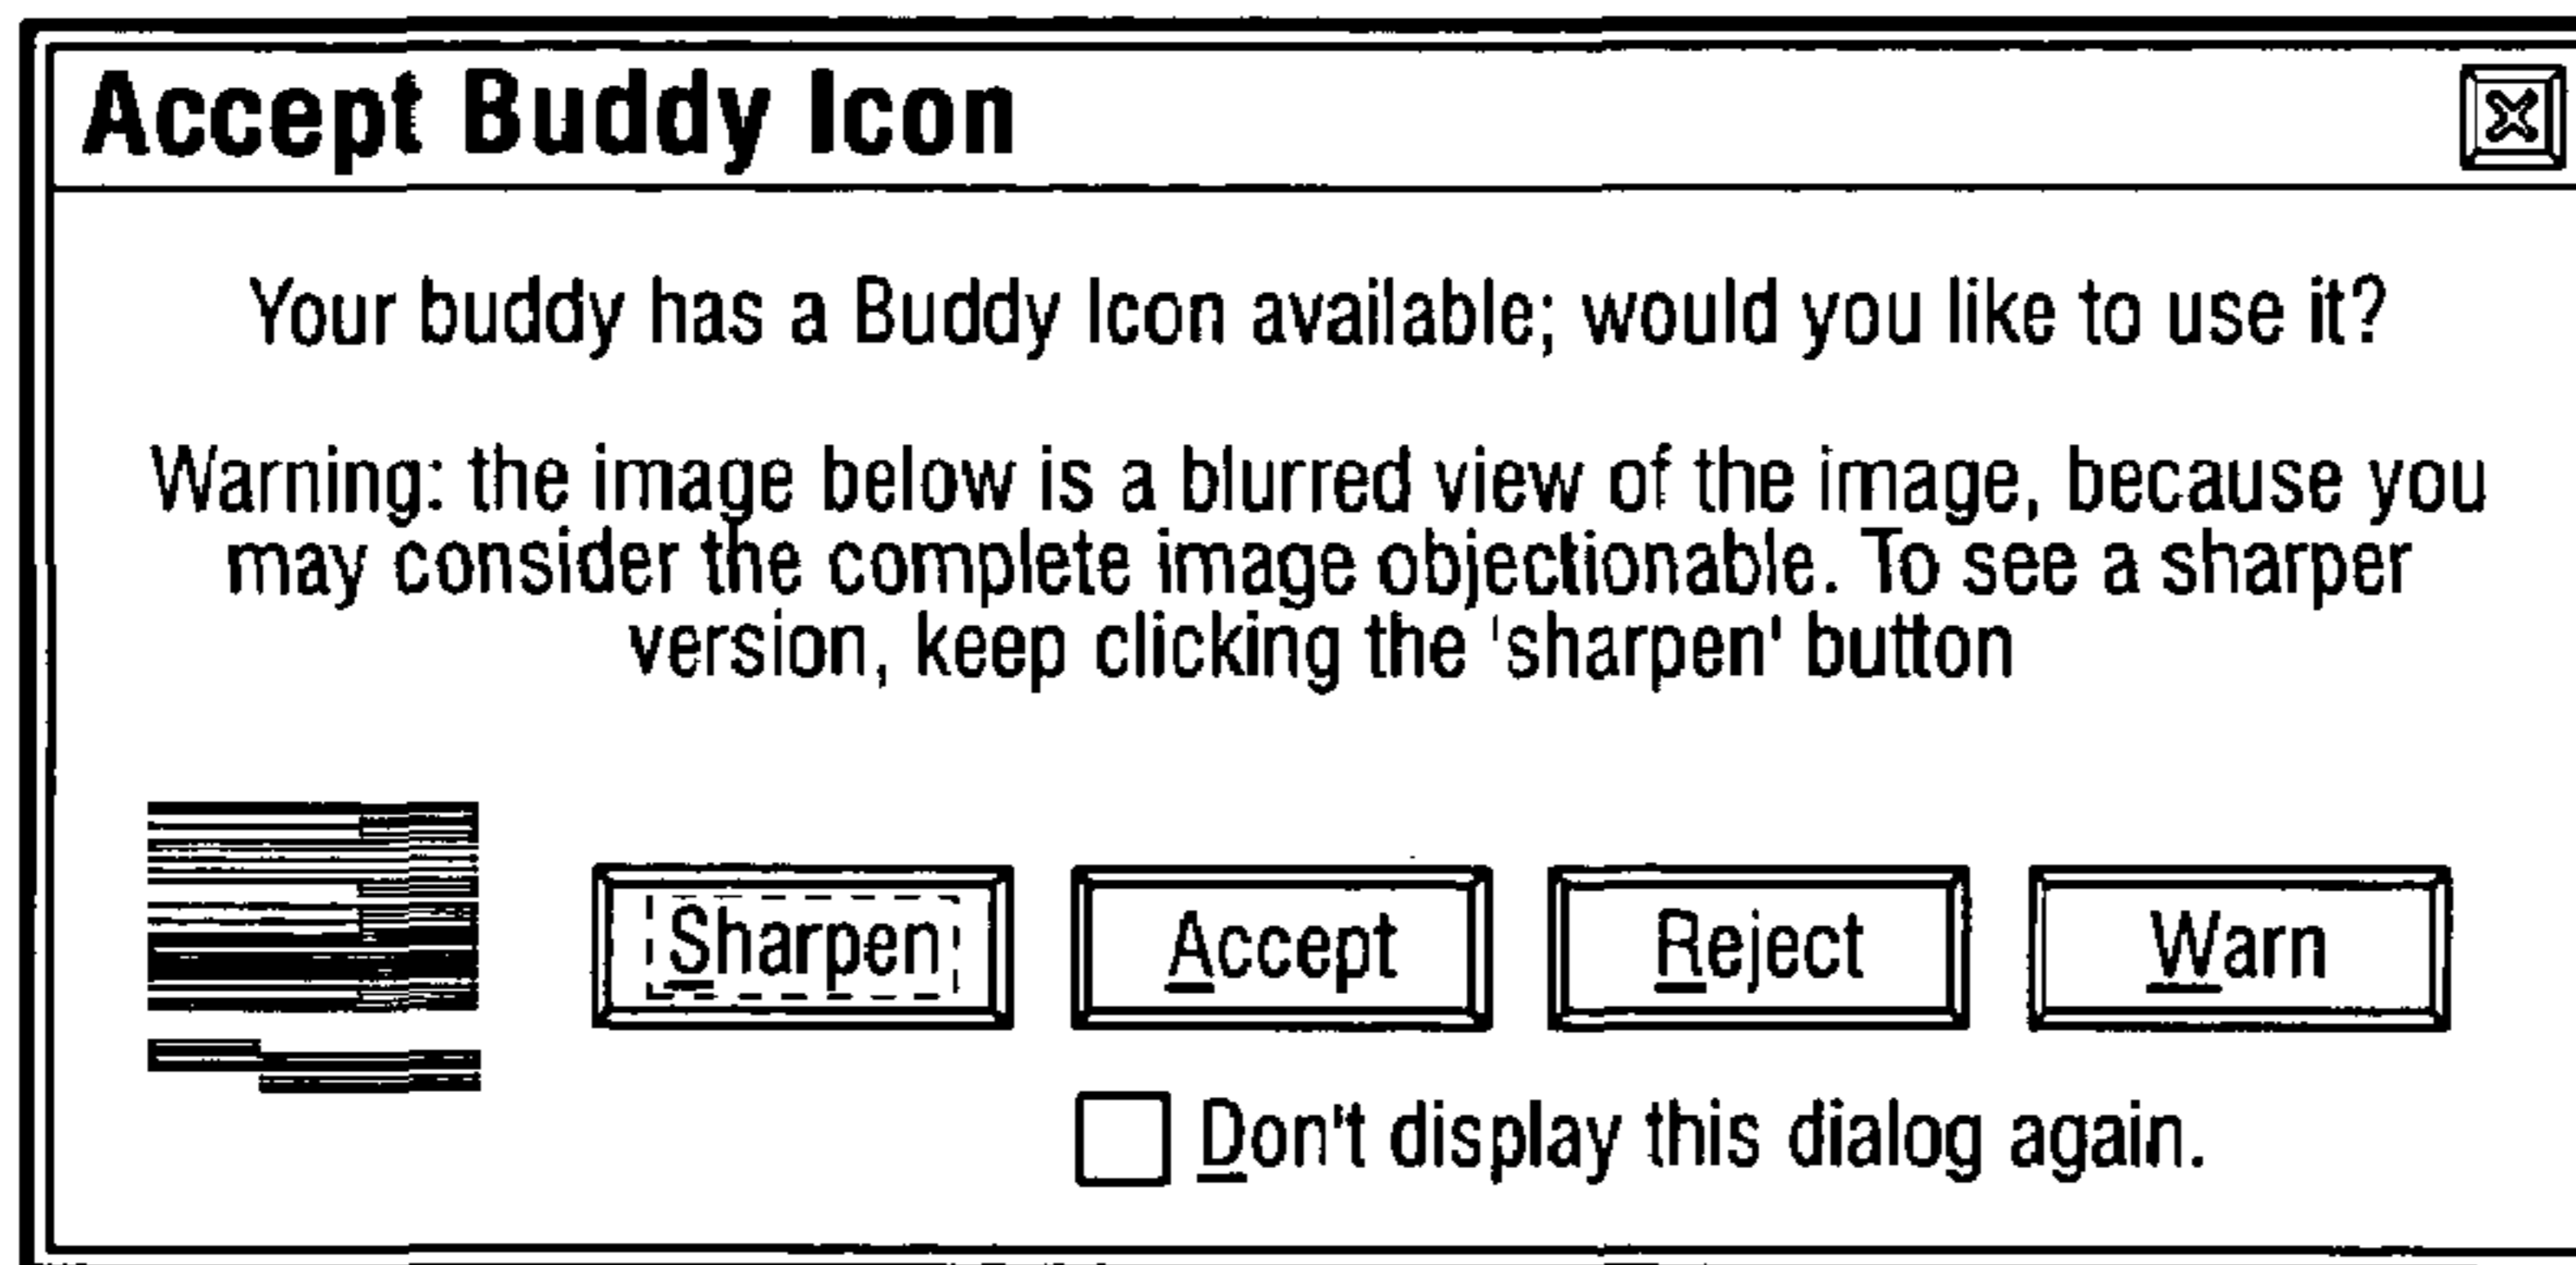 Accept Buddy Icon
Your buddy has a Buddy Icon available; would you like to use it?
Warning: the image below is a blurred view of the image, because you
may consider the complete image objectionable. To see a sharper
version, keep clicking the 'sharpen' button
Sharpen Accept Reject Warn
Don't display this dialog again.